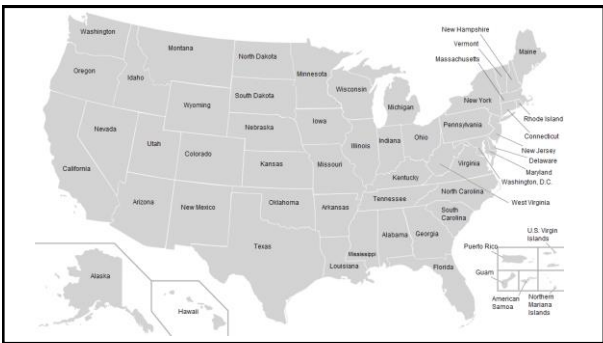 Washington
Montana
North Dakota
Minnesota
New Hampshire
Vermont
Massachusetts
Maine
Oregon
Idaho
South Dakota
Wisconsin
Michigan
New York
Rhode Island
Wyoming
Iowa
Nebraska
Pennsylvania
Connecticut
New Jersey
Nevada
Utah
Colorado
Illinois
Indiana
Ohio
Delaware
Maryland
Washington, D.C.
California
Kansas
Missouri
Kentucky
Virginia
West Virginia
Arizona
New Mexico
Oklahoma
Arkansas
Tennessee
North Carolina
South
Carolina
Texas
Louisiana
Mississippi
Alabama
Georgia
Florida
Alaska
Hawaii
U.S. Virgin
Islands
Puerto Rico
Guam
American
Samoa
Northern
Mariana
Islands